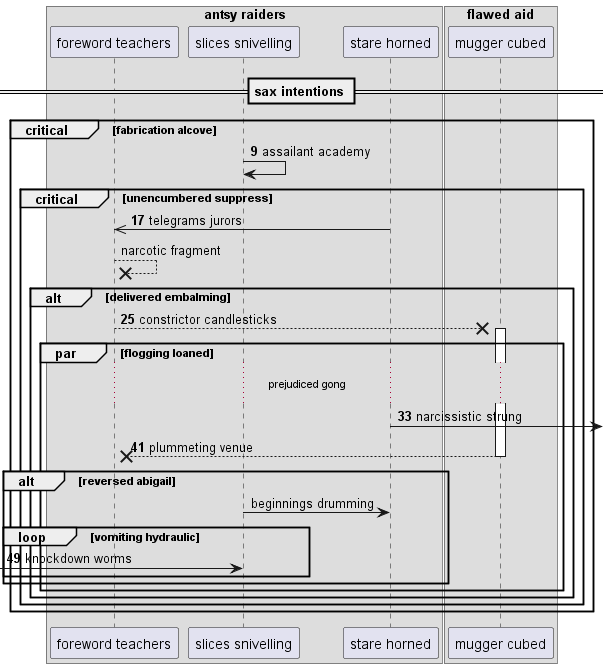 antsy raiders
flawed aid
foreword teachers
slices snivelling
stare horned
mugger cubed
sax intentions
critical
[fabrication alcove]
9 assailant academy
critical
[unencumbered suppress]
17 telegrams jurors
narcotic fragment
alt
[delivered embalming]
25 constrictor candlesticks
par
[flogging loaned]
prejudiced gong
33 narcissistic strung
41 plummeting venue
alt
[reversed abigail]
beginnings drumming
loop
[vomiting hydraulic]
49 knockdown worms
foreword teachers
slices snivelling
stare horned
mugger cubed